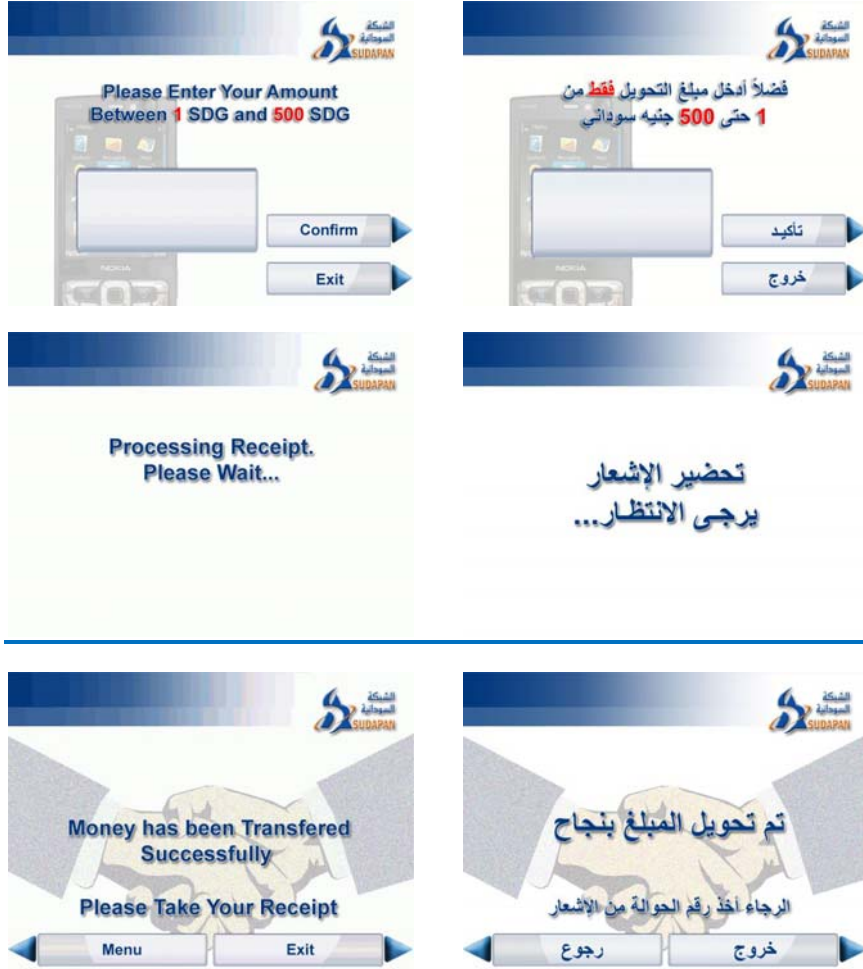 الشبكة
السودانية
SUDAPAN
Please Enter Your Amount
Between 1 SDG and 500 SDG
NOKIA
Confirm
Exit
الشبكة
السودانية
SUDAPAN
فضلاً أدخل مبلغ التحويل فقط من
1 حتى 500 جنيه سوداني
NOKIA
تأكيد
خروج
الشبكة
السودانية
SUDAPAN
Processing Receipt.
Please Wait...
الشبكة
السودانية
SUDAPAN
تحضير الإشعار
يرجى الانتظار...
الشبكة
السودانية
SUDAPAN
Money has been Transfered
Successfully
Please Take Your Receipt
Menu
Exit
الشبكة
السودانية
SUDAPAN
تم تحويل المبلغ بنجاح
الرجاء أخذ رقم الحوالة من الأشعار
رجوع
خروج